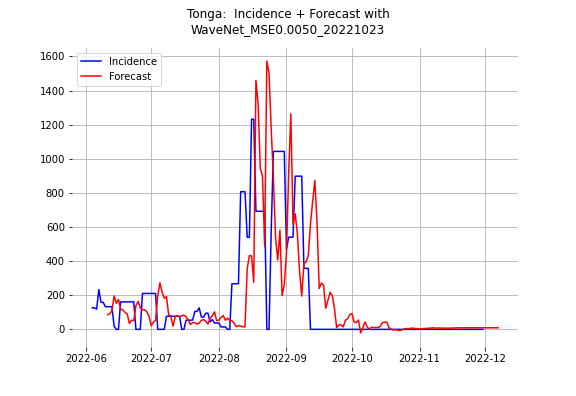 Tonga:  Incidence + Forecast with
WaveNet_MSE0.0050_20221023
Incidence
Forecast
1600
1400
1200
1000
800
600
400
200
0
2022-06 2022-07 2022-08 2022-09 2022-10 2022-11 2022-12